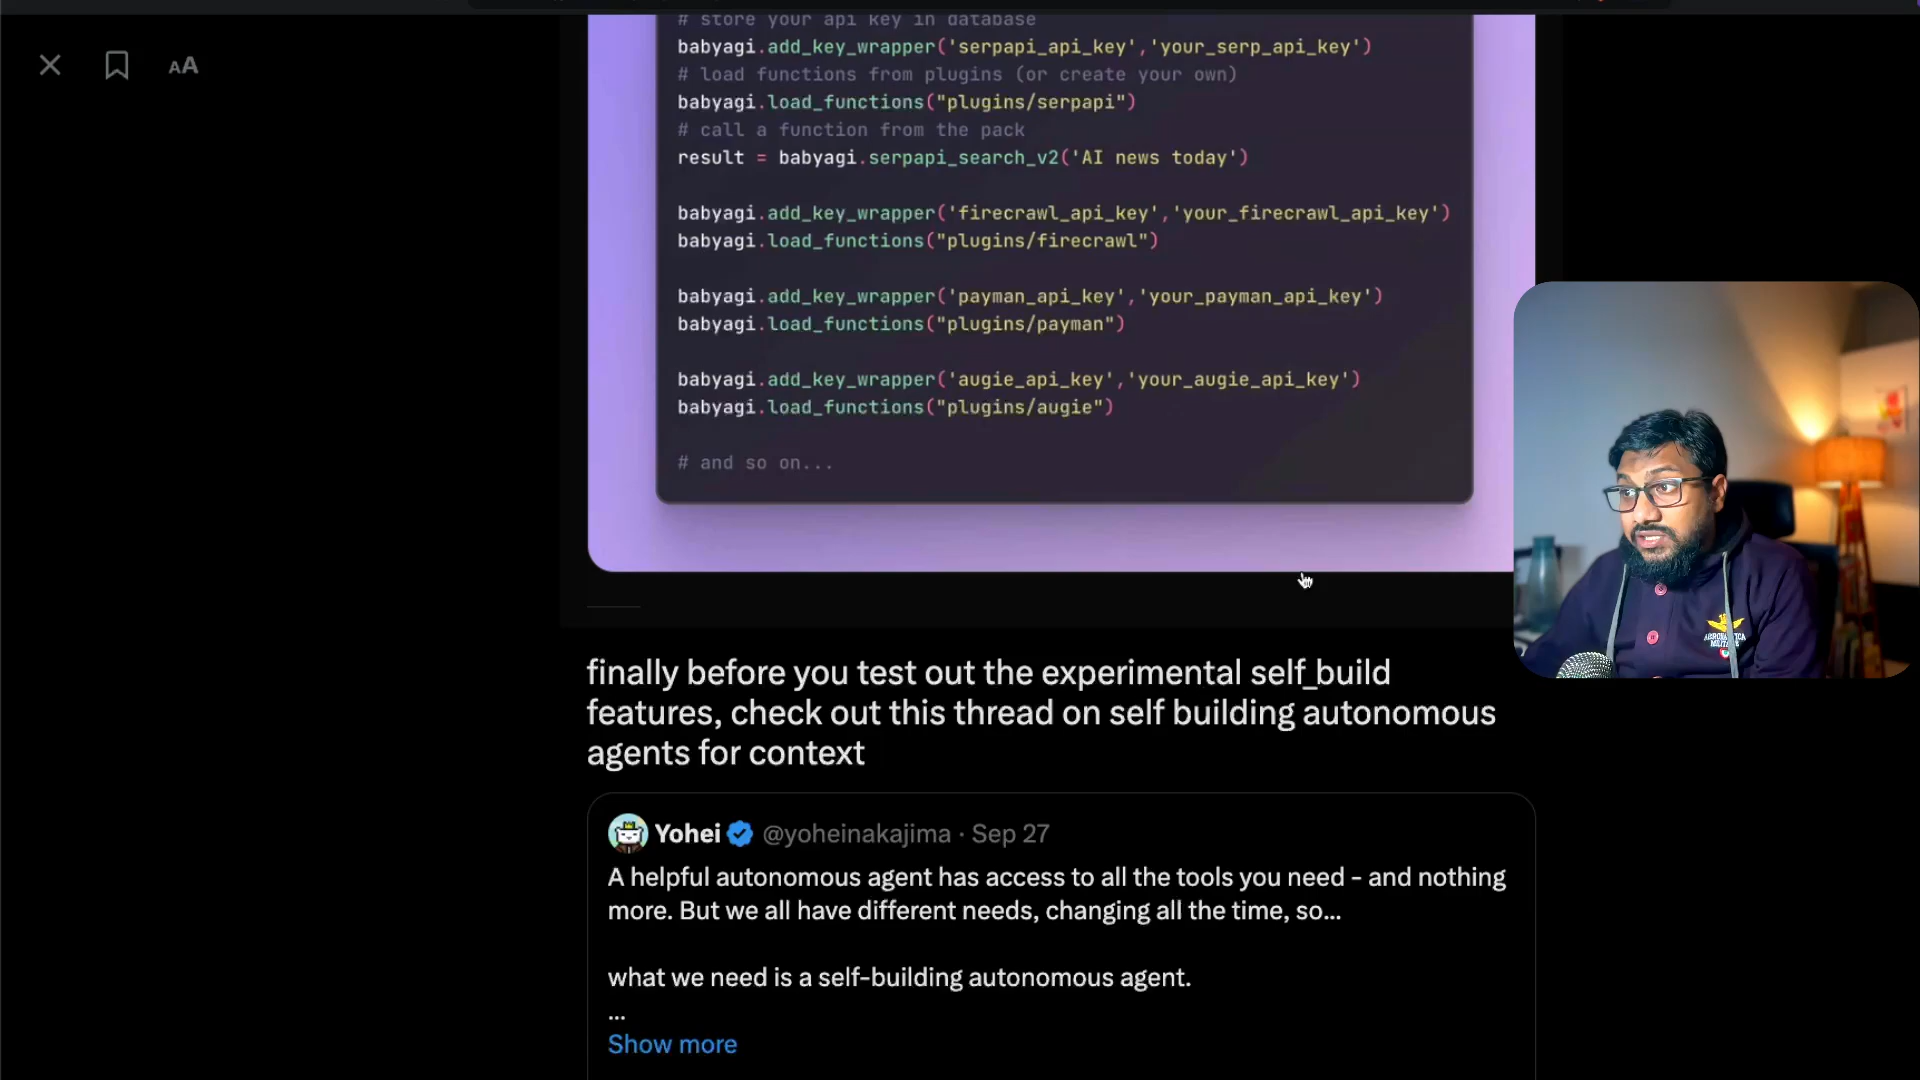 # store your api key in database
babyagi.add_key_wrapper('serpapi_api_key','your_serp_api_key')
# load functions from plugins (or create your own)
babyagi.load_functions("plugins/serpapi")
# call a function from the pack
result = babyagi.serpapi_search_v2('AI news today')
babyagi.add_key_wrapper('firecrawl_api_key','your_firecrawl_api_key')
babyagi.load_functions("plugins/firecrawl")
babyagi.add_key_wrapper('payman_api_key','your_payman_api_key')
babyagi.load_functions("plugins/payman")
babyagi.add_key_wrapper('augie_api_key','your_augie_api_key')
babyagi.load_functions("plugins/augie")
# and so on...
AA
finally before you test out the experimental self_build
features, check out this thread on self building autonomous
agents for context
Yohei @yoheinakajima · Sep 27
A helpful autonomous agent has access to all the tools you need - and nothing
more. But we all have different needs, changing all the time, so...
what we need is a self-building autonomous agent.
...
Show more